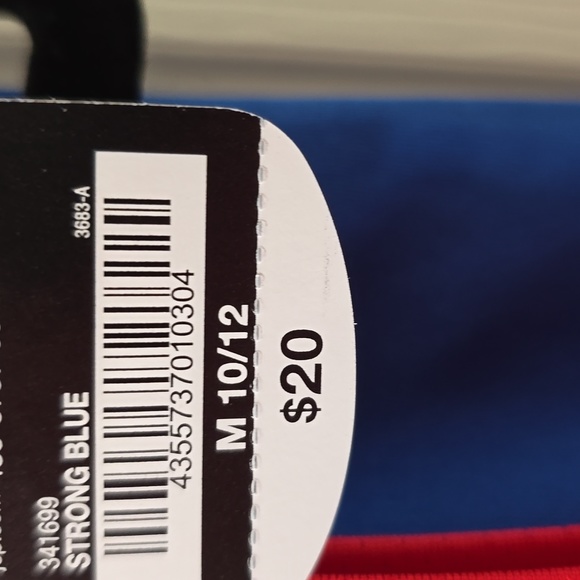 341699
STRONG BLUE
3683-A
4355737010304
M 10/12
$20